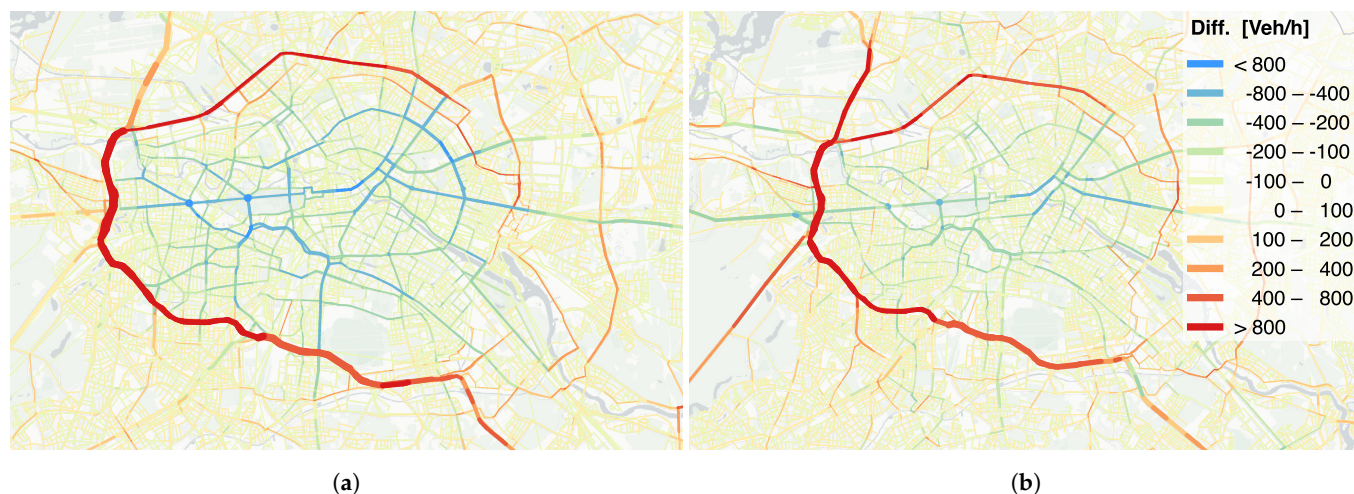 Diff. [Veh/h]
< 800
-800 – -400
-400 – -200
-200 – -100
-100 – 0
0 – 100
100 – 200
200 – 400
400 – 800
> 800
(a)
(b)